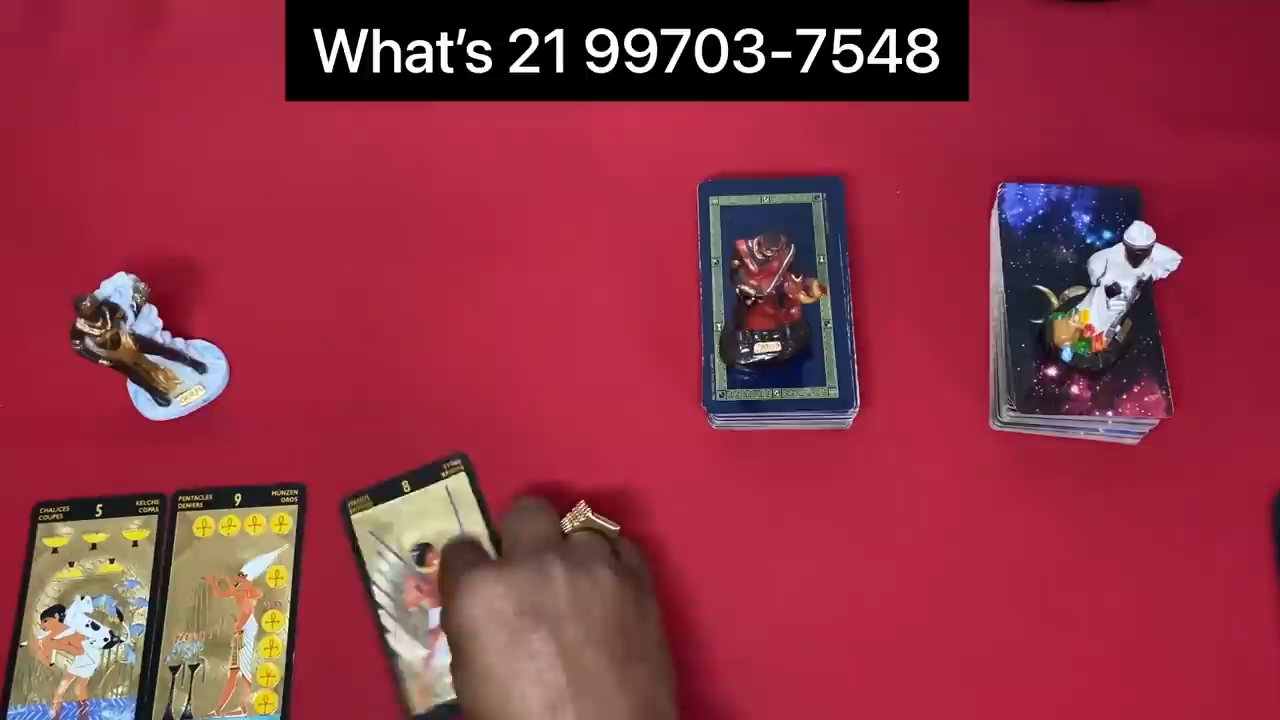 What’s 21 99703-7548
CHALICES
COUPES
5
KELCHE
COPAS
PENTACLES
DENIERS
9
MÜNZEN
OROS
8